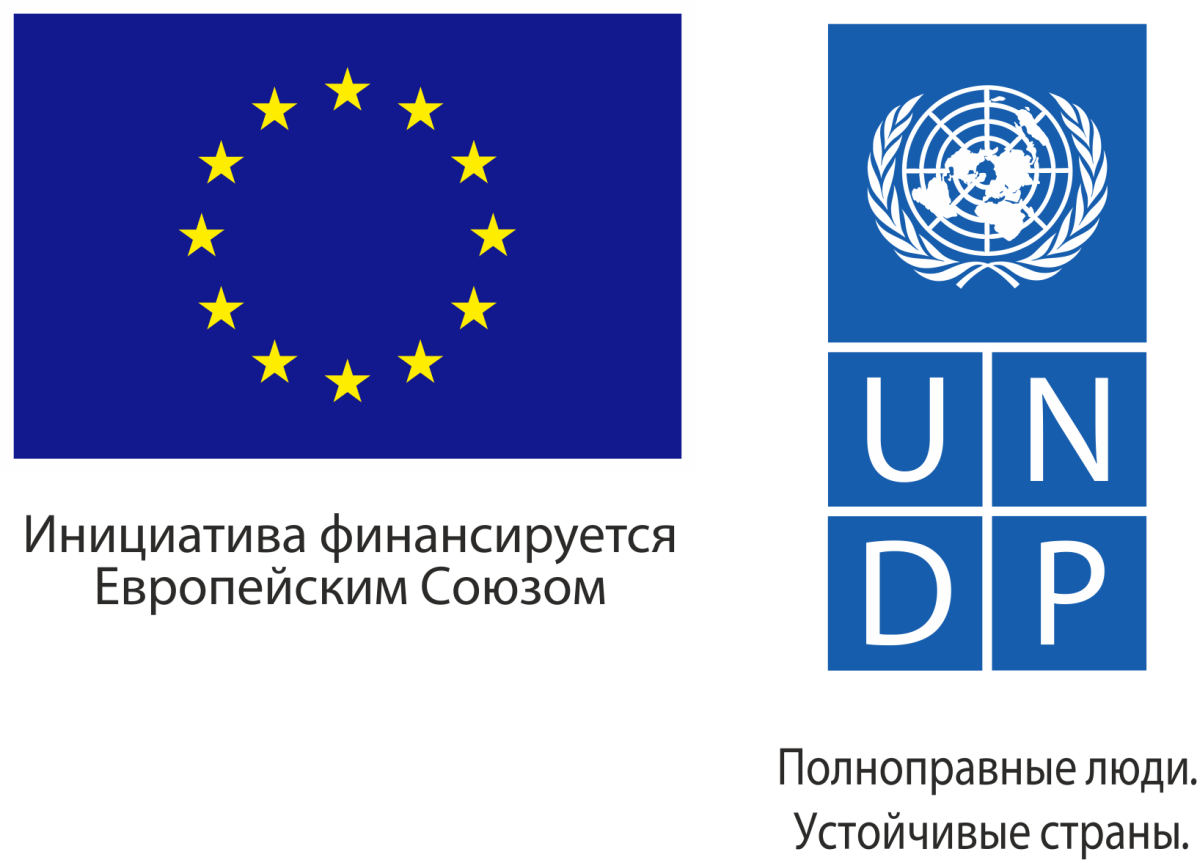 Инициатива финансируется
Европейским Союзом
U N
D P
Полноправные люди.
Устойчивые страны.